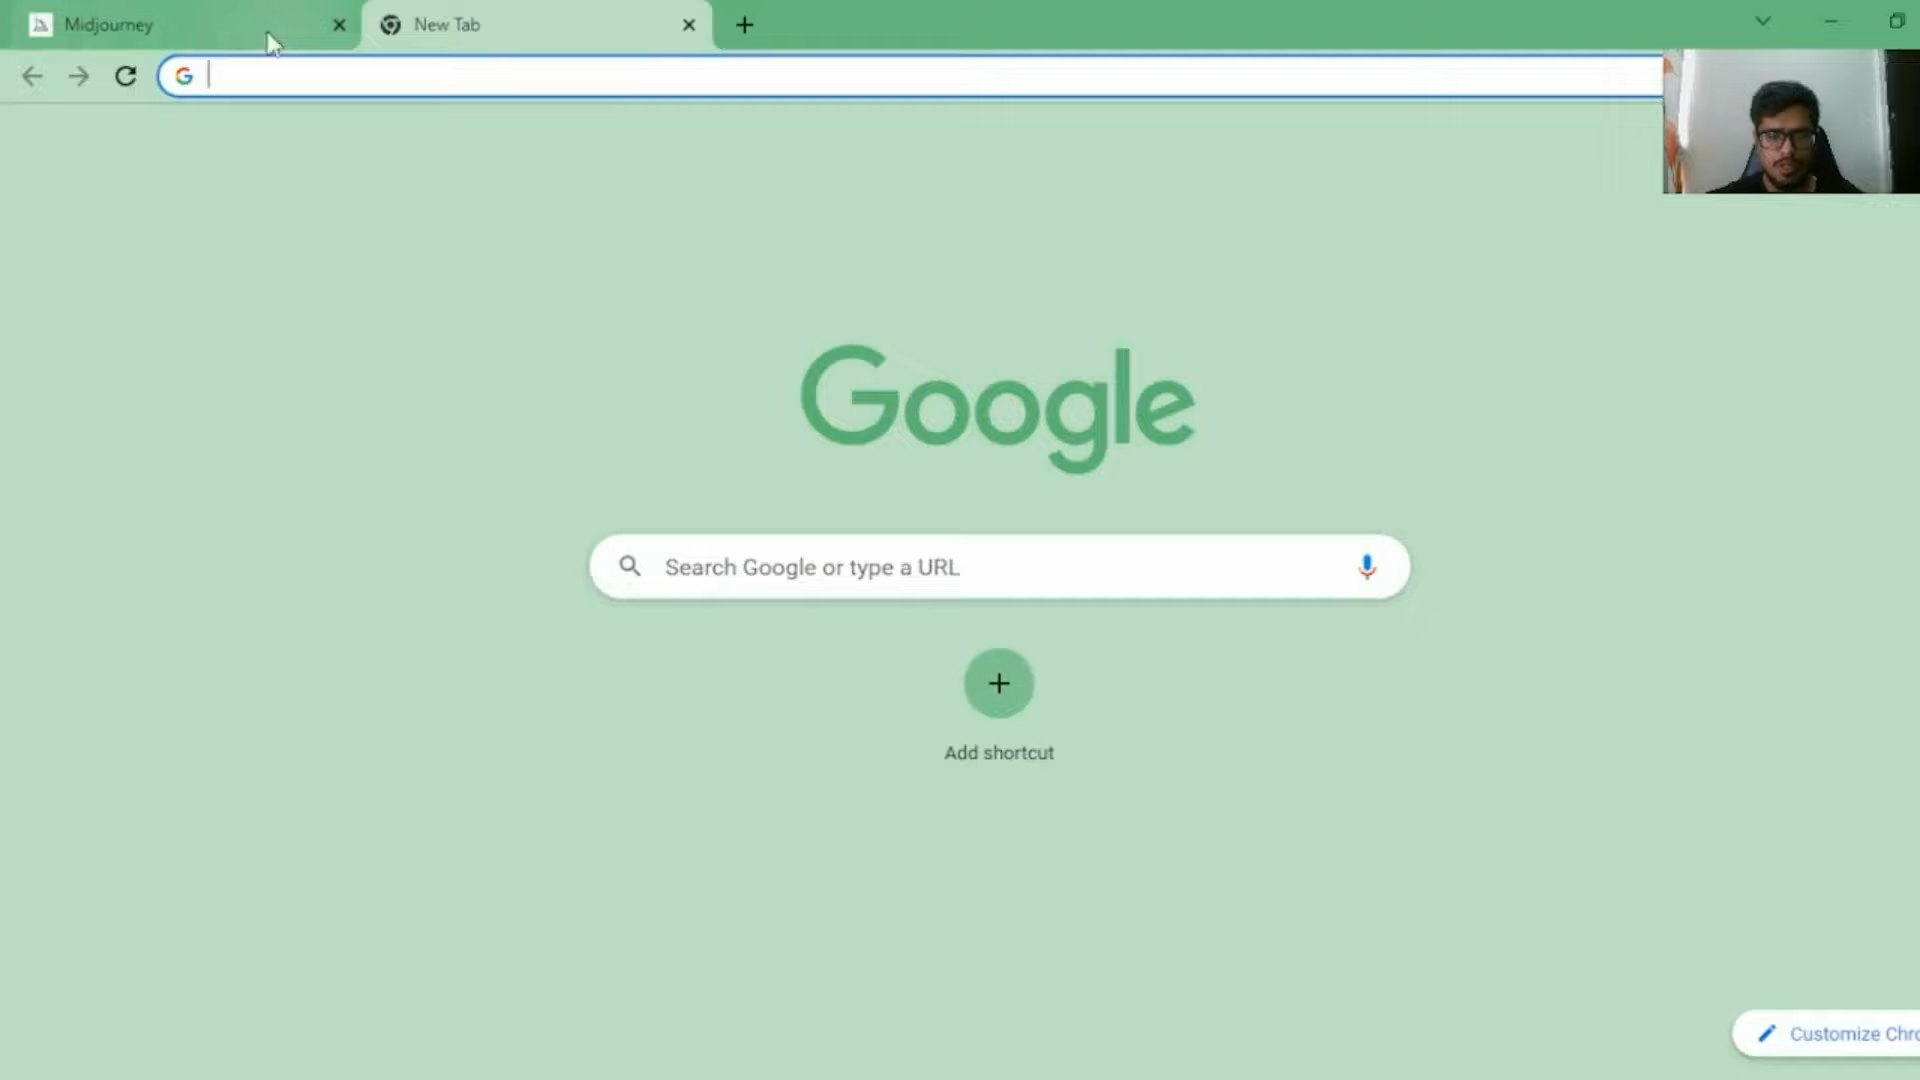 Midjourney
New Tab
Google
Search Google or type a URL
Add shortcut
Customize Chro